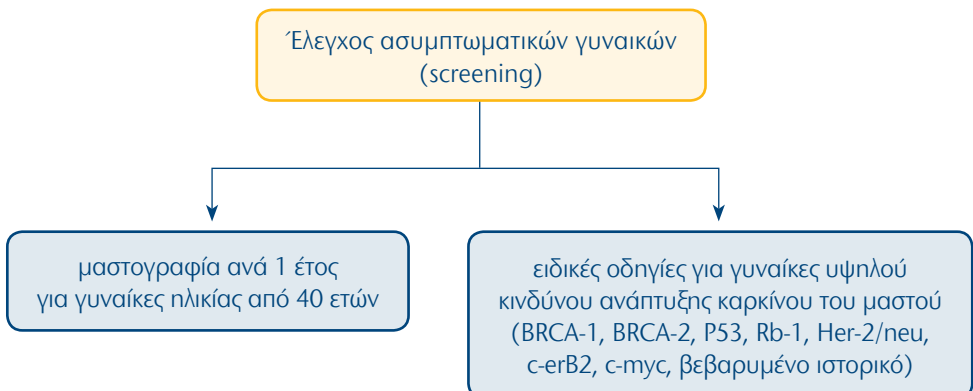 Έλεγχος ασυμπτωματικών γυναικών
(screening)
μαστογραφία ανά 1 έτος
για γυναίκες ηλικίας από 40 ετών
ειδικές οδηγίες για γυναίκες υψηλού
κινδύνου ανάπτυξης καρκίνου του μαστού
(BRCA-1, BRCA-2, P53, Rb-1, Her-2/neu,
c-erB2, c-myc, βεβαρυμένο ιστορικό)